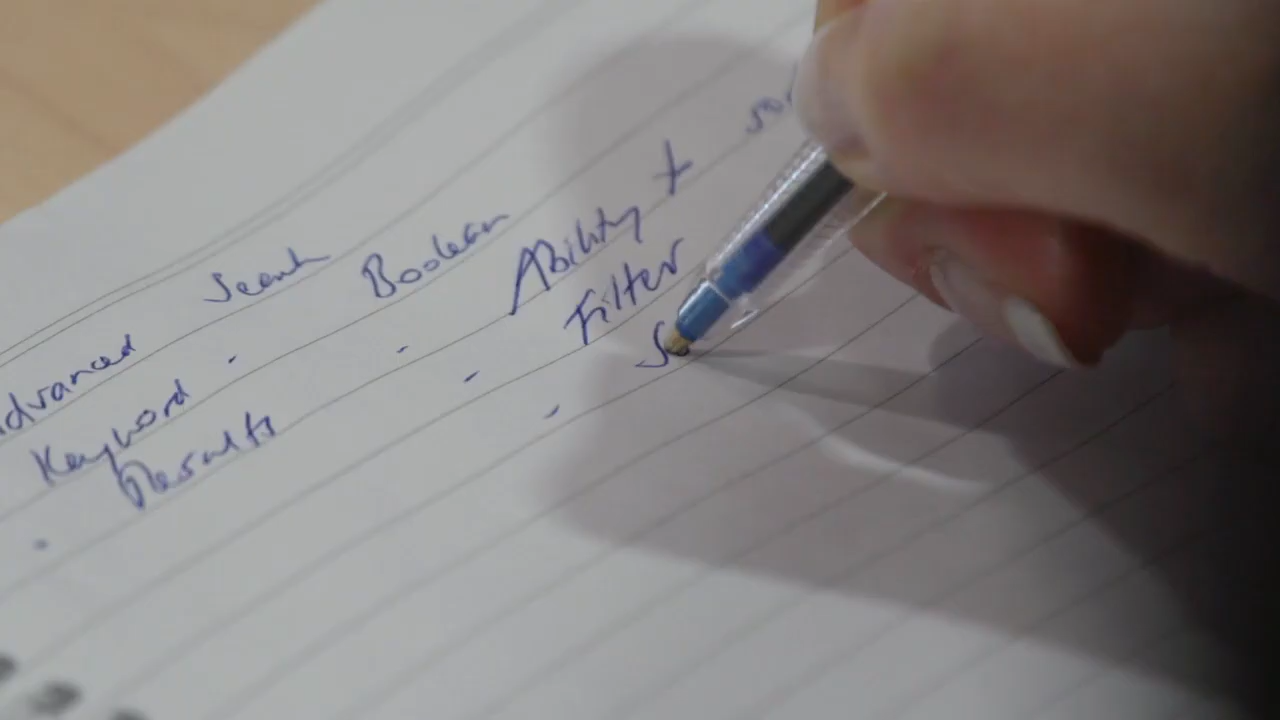 Advanced Search
Keyword - Boolean
· Results - Ability
- Filter
- S